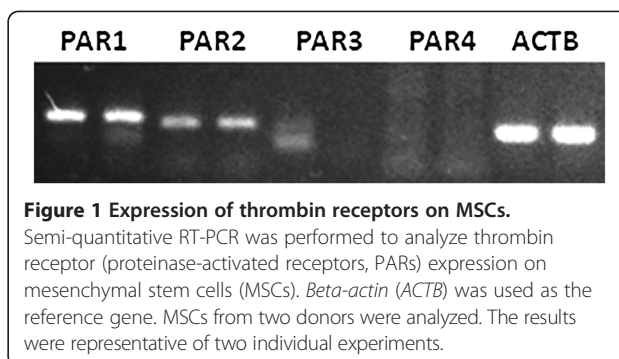 PAR1 PAR2 PAR3 PAR4 ACTB
Figure 1 Expression of thrombin receptors on MSCs.
Semi-quantitative RT-PCR was performed to analyze thrombin
receptor (proteinase-activated receptors, PARs) expression on
mesenchymal stem cells (MSCs). Beta-actin (ACTB) was used as the
reference gene. MSCs from two donors were analyzed. The results
were representative of two individual experiments.